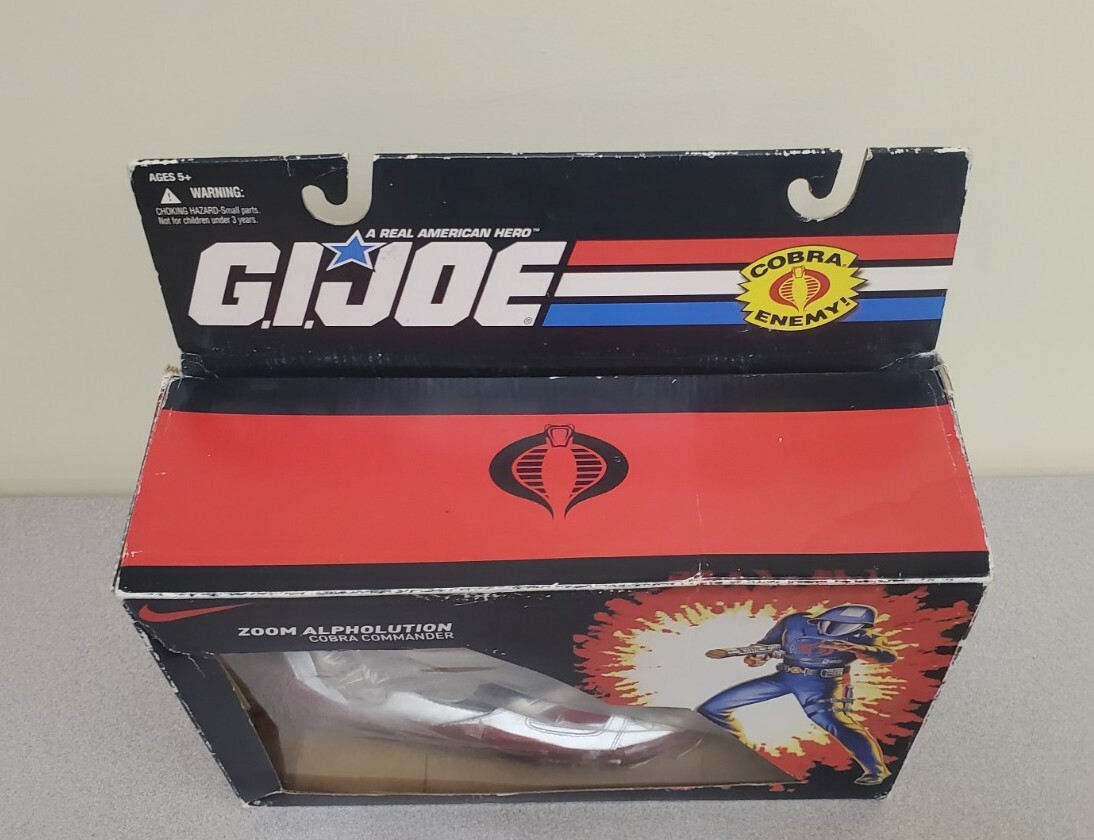 AGES 5+
WARNING:
CHOKING HAZARD-Small parts.
Not for children under 3 years.
A REAL AMERICAN HERO™
G.I.JOE®
COBRA
ENEMY!
ZOOM ALPHOLUTION
COBRA COMMANDER